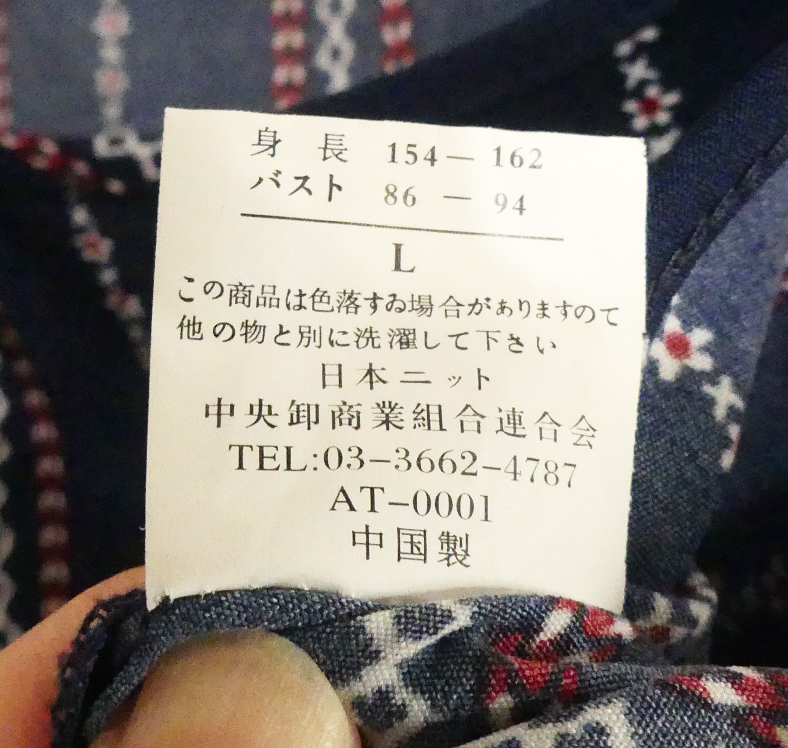 身長 154－162
バスト 86－94
L
この商品は色落する場合がありますので
他の物と別に洗濯して下さい
日本ニット
中央卸商業組合連合会
TEL:03-3662-4787
AT-0001
中国製